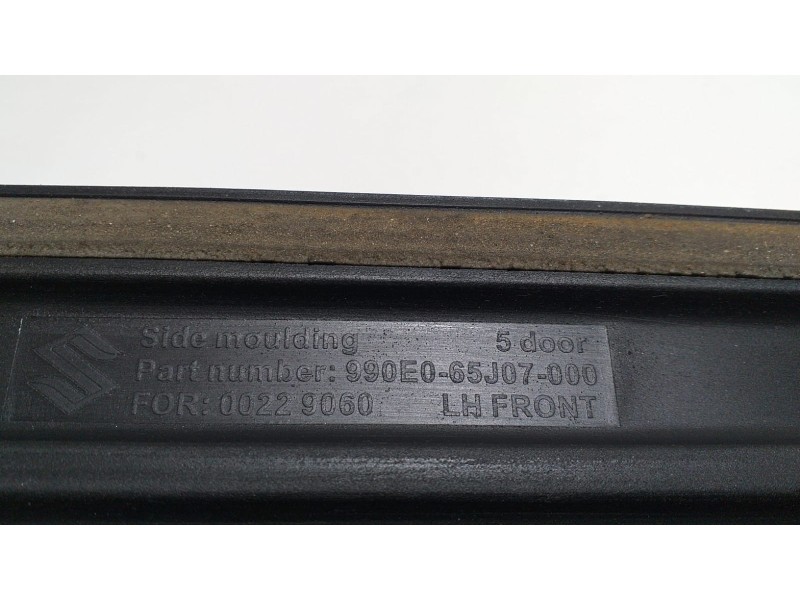 Side moulding 5 door
Part number: 990E0-65J07-000
FOR: 0022 9060 LH FRONT